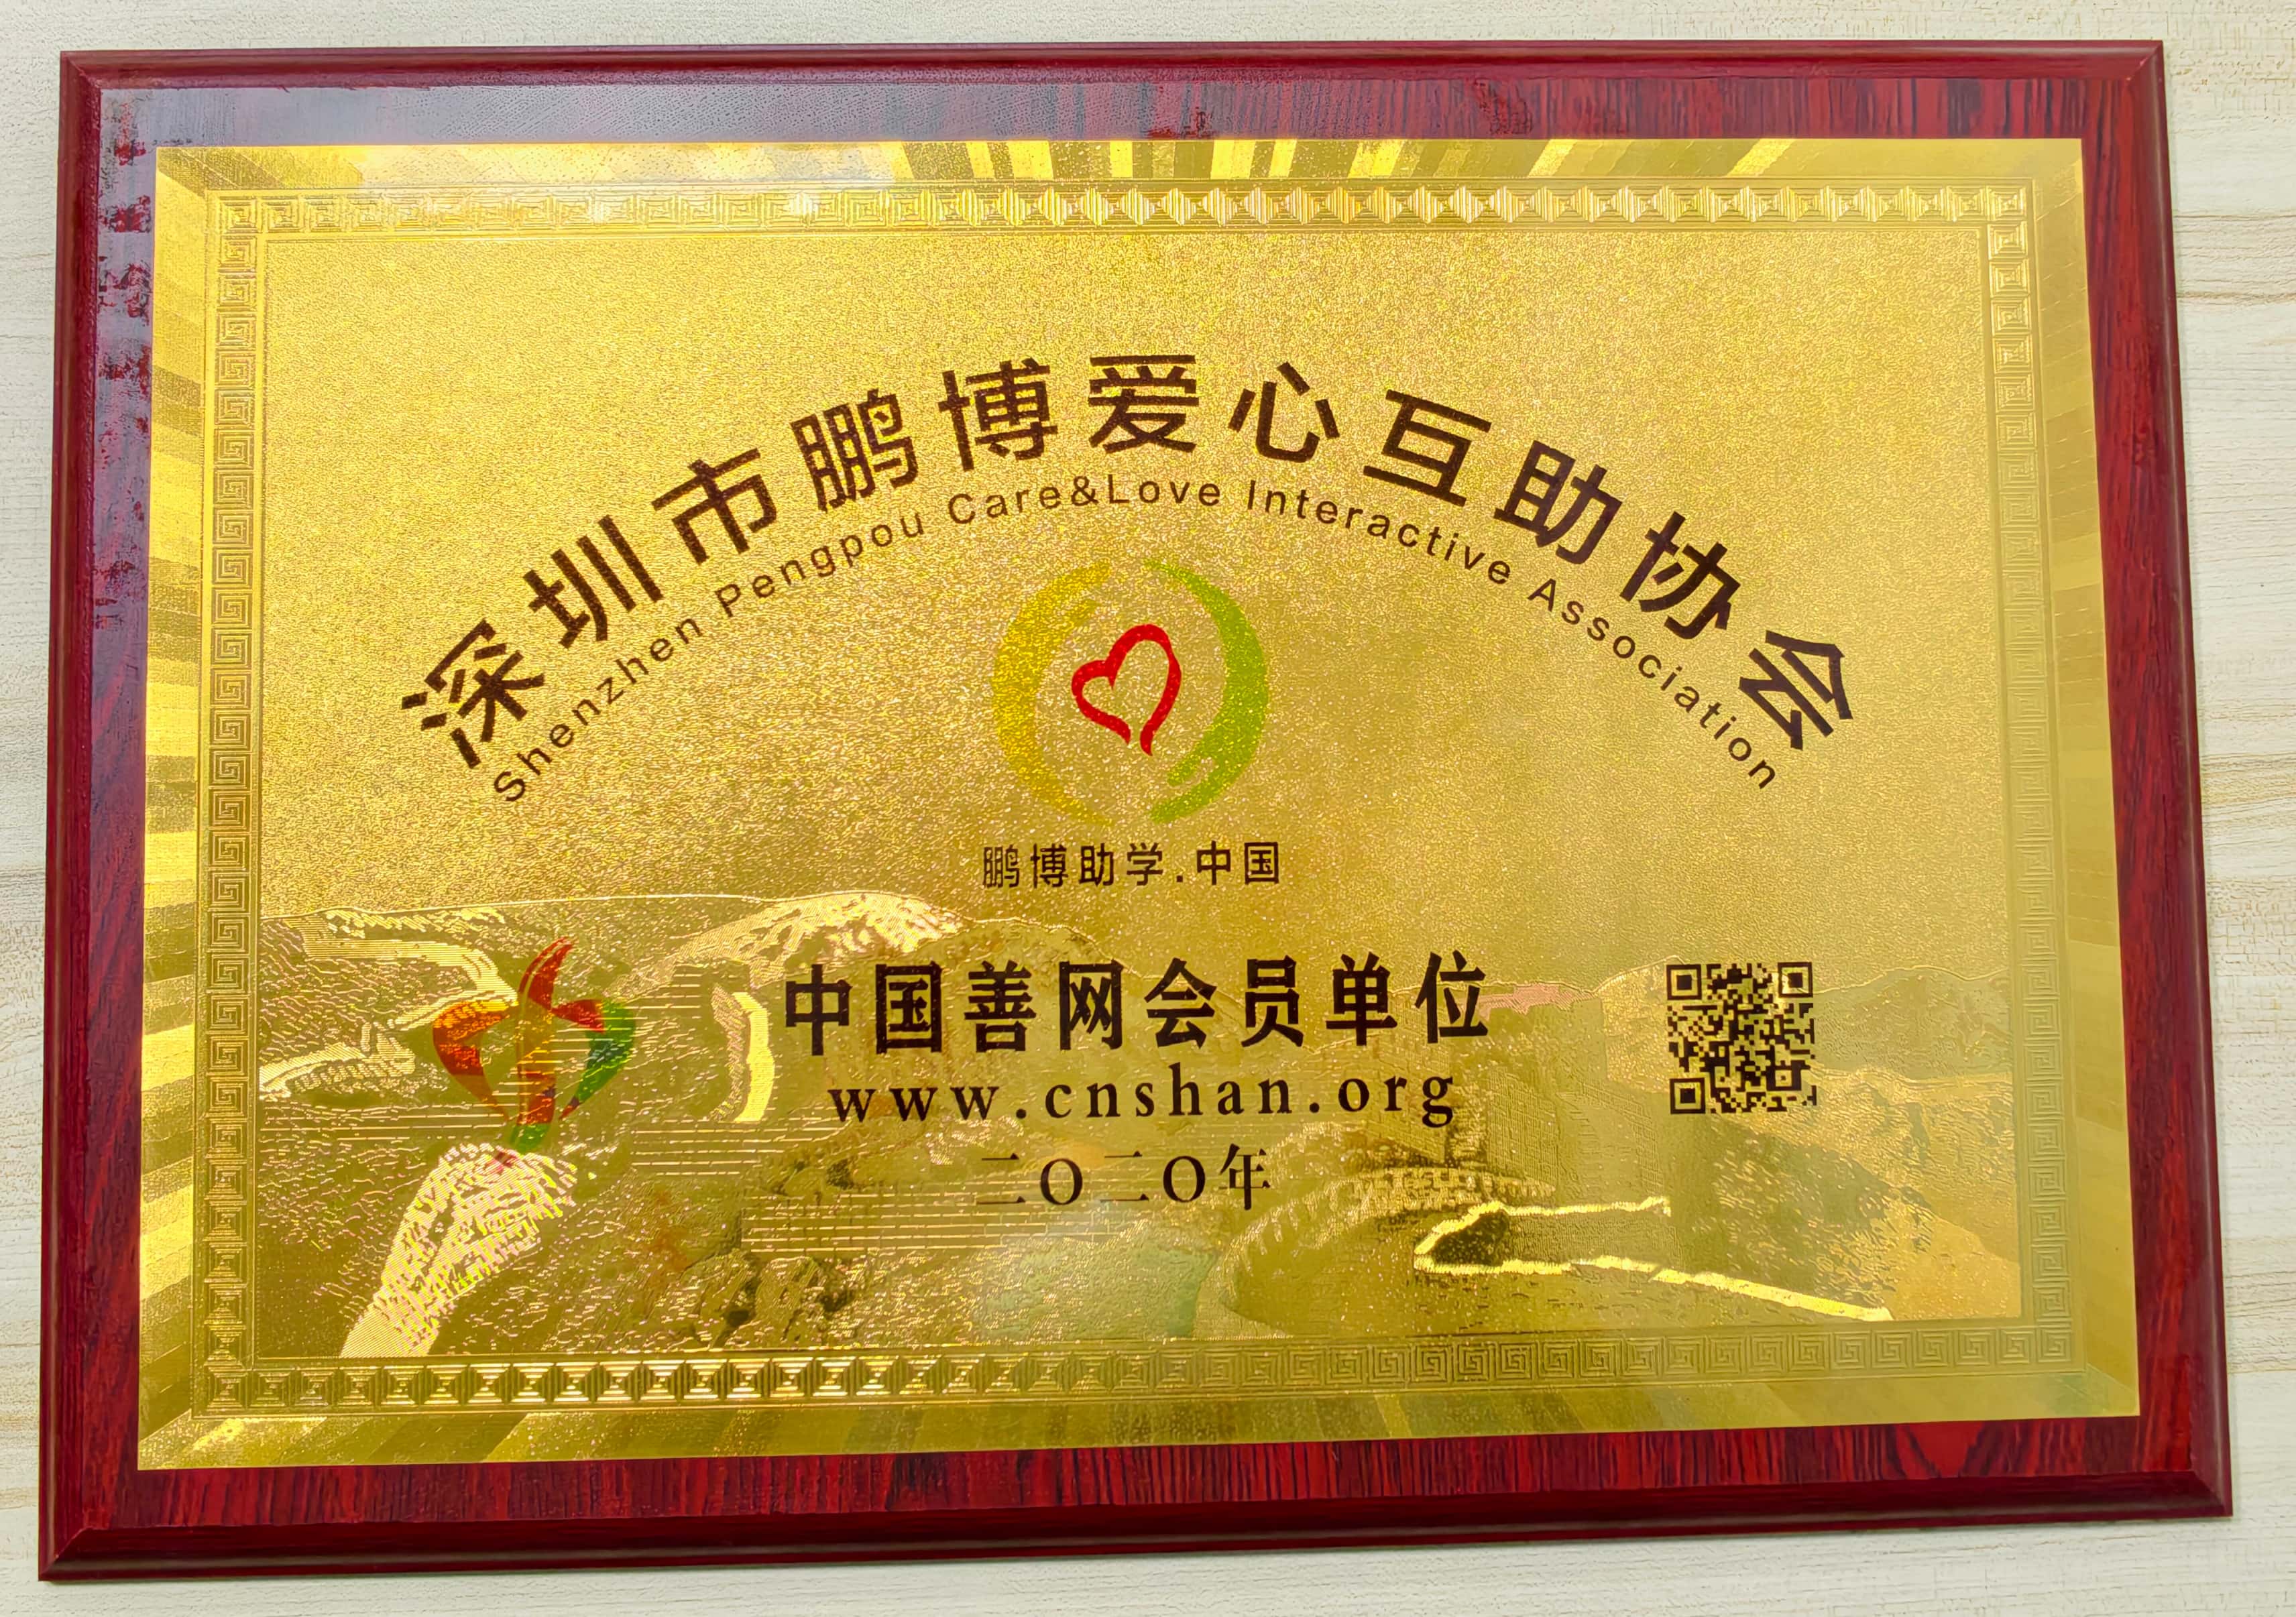 深圳市鹏博爱心互助协会
Shenzhen Pengpou Care&Love Interactive Association
鹏博助学.中国
中国善网会员单位
www.cnshan.org
二〇二〇年